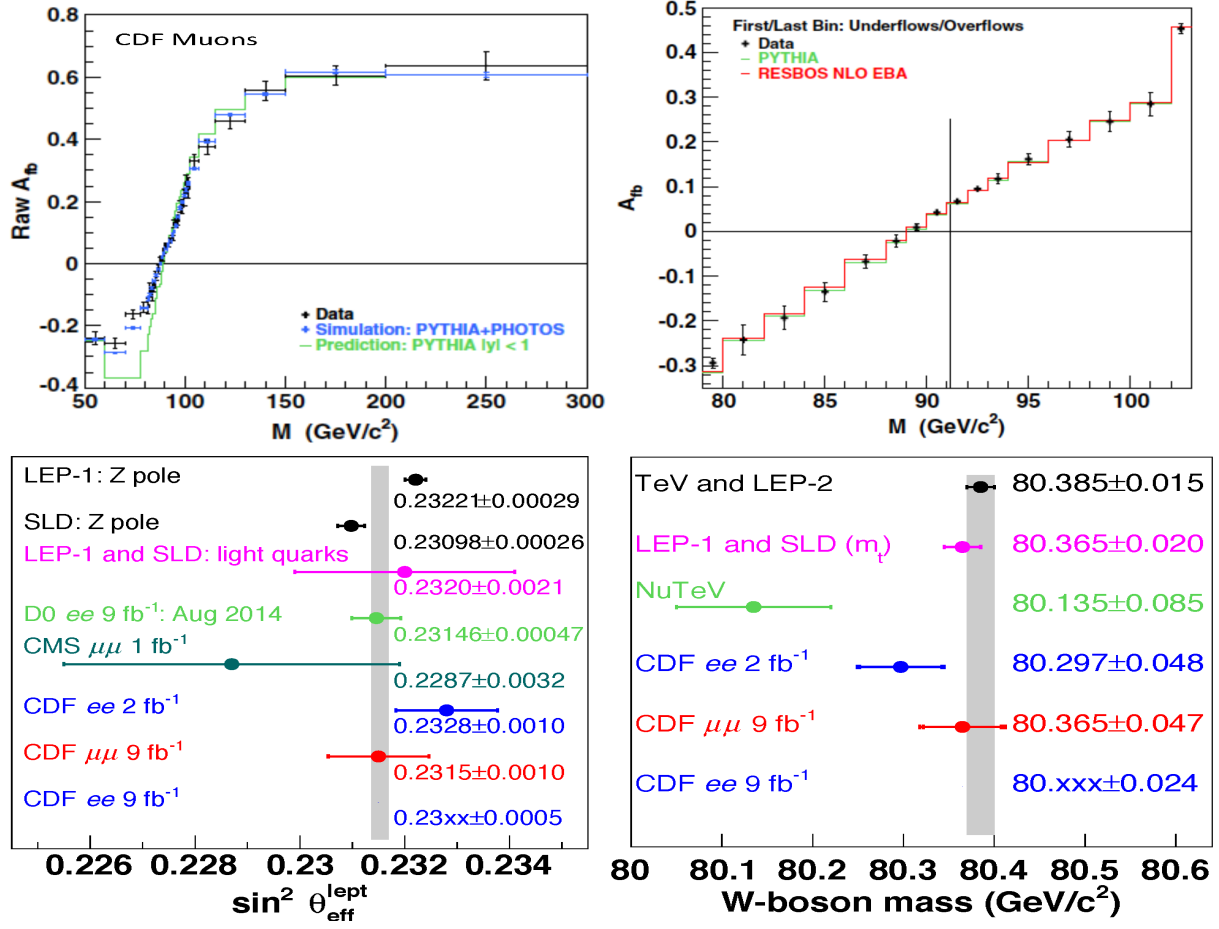 CDF Muons
Raw A_fb
0.8
0.6
0.4
0.2
0
-0.2
-0.4
Data
Simulation: PYTHIA+PHOTOS
Prediction: PYTHIA |y| < 1
50 100 150 200 250 300
M (GeV/c²)
First/Last Bin: Underflows/Overflows
Data
PYTHIA
RESBOS NLO EBA
A_fb
0.5
0.4
0.3
0.2
0.1
0
-0.1
-0.2
-0.3
80 85 90 95 100
M (GeV/c²)
LEP-1: Z pole
0.23221±0.00029
SLD: Z pole
0.23098±0.00026
LEP-1 and SLD: light quarks
0.2320±0.0021
D0 ee 9 fb⁻¹: Aug 2014
0.23146±0.00047
CMS μμ 1 fb⁻¹
0.2287±0.0032
CDF ee 2 fb⁻¹
0.2328±0.0010
CDF μμ 9 fb⁻¹
0.2315±0.0010
CDF ee 9 fb⁻¹
0.23xx±0.0005
0.226 0.228 0.23 0.232 0.234
sin² θ_eff^lept
TeV and LEP-2 80.385±0.015
LEP-1 and SLD (m_t) 80.365±0.020
NuTeV 80.135±0.085
CDF ee 2 fb⁻¹ 80.297±0.048
CDF μμ 9 fb⁻¹ 80.365±0.047
CDF ee 9 fb⁻¹ 80.xxx±0.024
80 80.1 80.2 80.3 80.4 80.5 80.6
W-boson mass (GeV/c²)